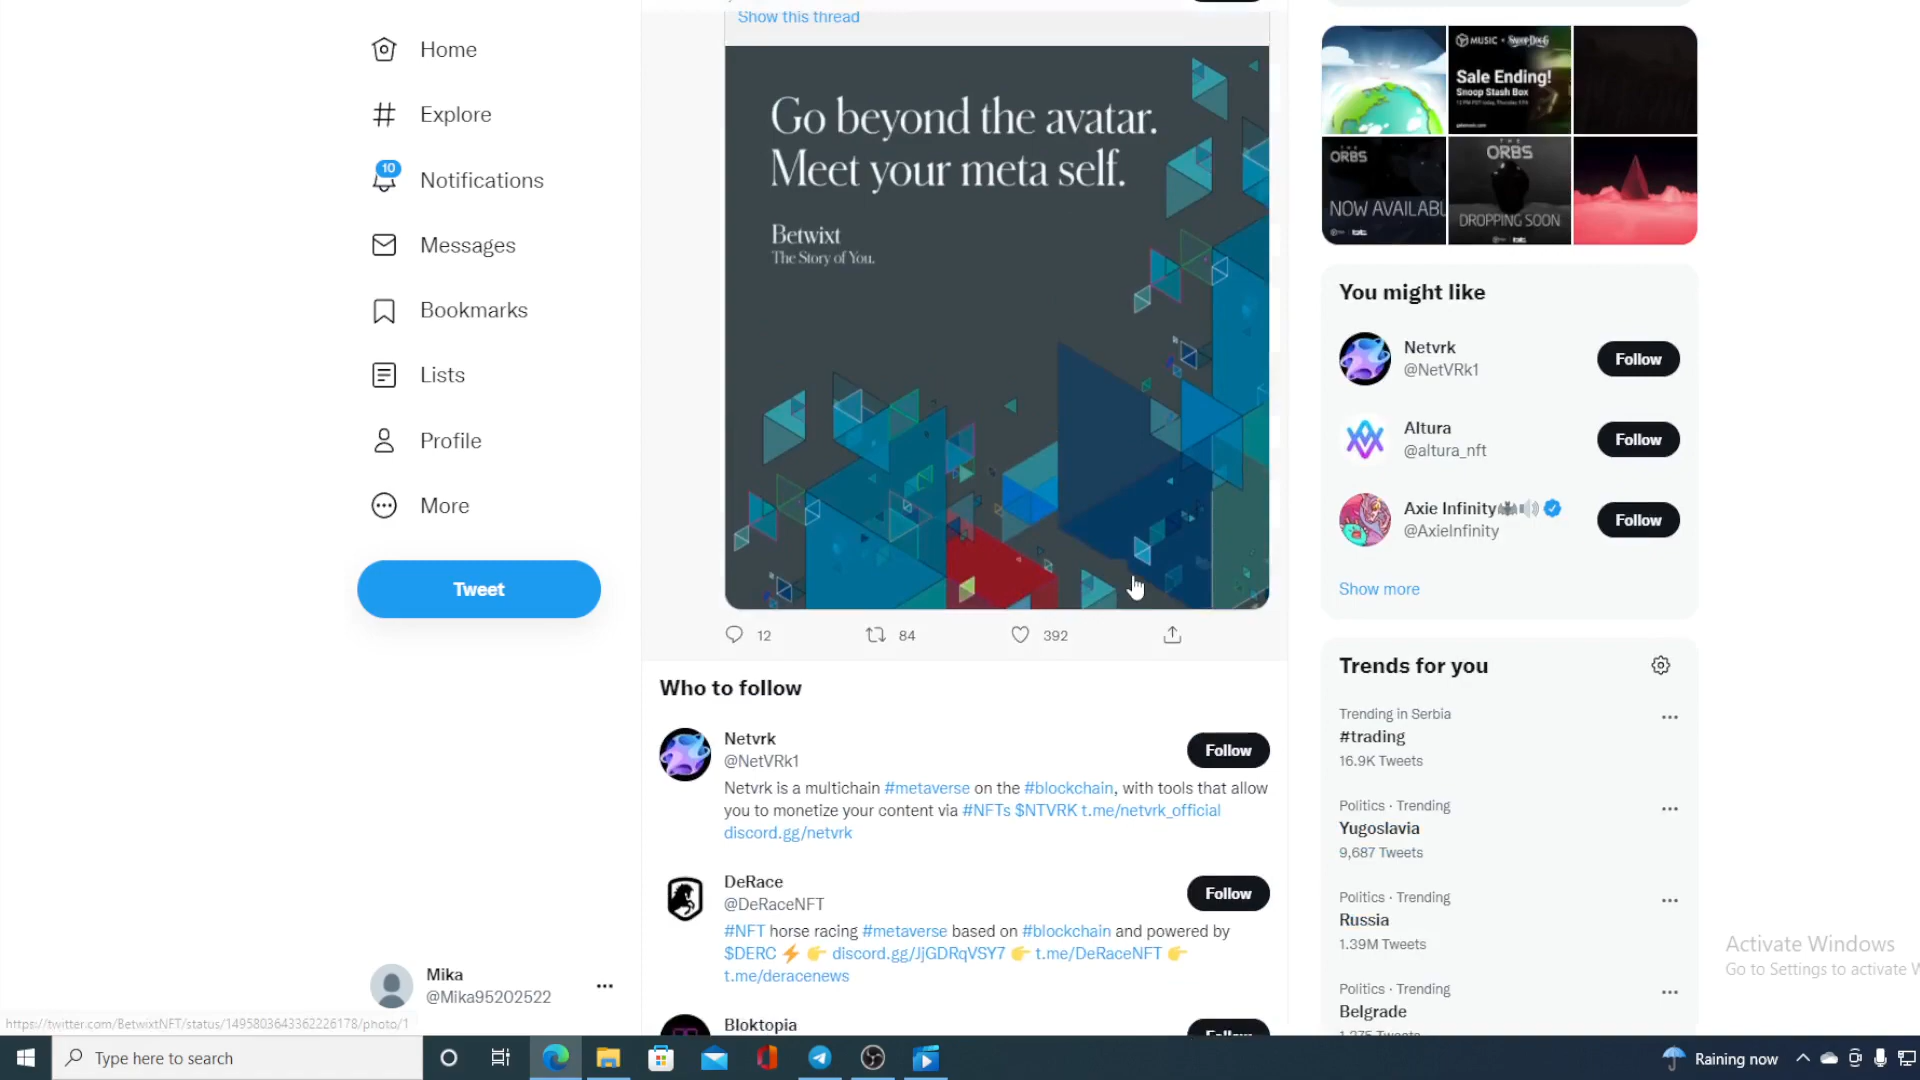 Home
Explore
10
Notifications
Messages
Bookmarks
Lists
Profile
More
Tweet
Mika
@Mika95202522
https://twitter.com/BetwixtNFT/status/1495803643362226178/photo/1
Show this thread
Go beyond the avatar.
Meet your meta self.
Betwixt
The Story of You.
12
84
392
Who to follow
Netvrk
@NetVRk1
Follow
Netvrk is a multichain #metaverse on the #blockchain, with tools that allow
you to monetize your content via #NFTs $NTVRK t.me/netvrk_official
discord.gg/netvrk
DeRace
@DeRaceNFT
Follow
#NFT horse racing #metaverse based on #blockchain and powered by
$DERC ⚡ 👉 discord.gg/JjGDRqVSY7 👉 t.me/DeRaceNFT 👉
t.me/deracenews
Bloktopia
Follow
MUSIC
Sale Ending!
Snoop Stash Box
THE
ORBS
NOW AVAILABL
THE
ORBS
DROPPING SOON
You might like
Netvrk
@NetVRk1
Follow
Altura
@altura_nft
Follow
Axie Infinity🦇🔊
@AxieInfinity
Follow
Show more
Trends for you
Trending in Serbia
#trading
16.9K Tweets
Politics · Trending
Yugoslavia
9,687 Tweets
Politics · Trending
Russia
1.39M Tweets
Politics · Trending
Belgrade
1,275 Tweets
Activate Windows
Go to Settings to activate W
Type here to search
Raining now